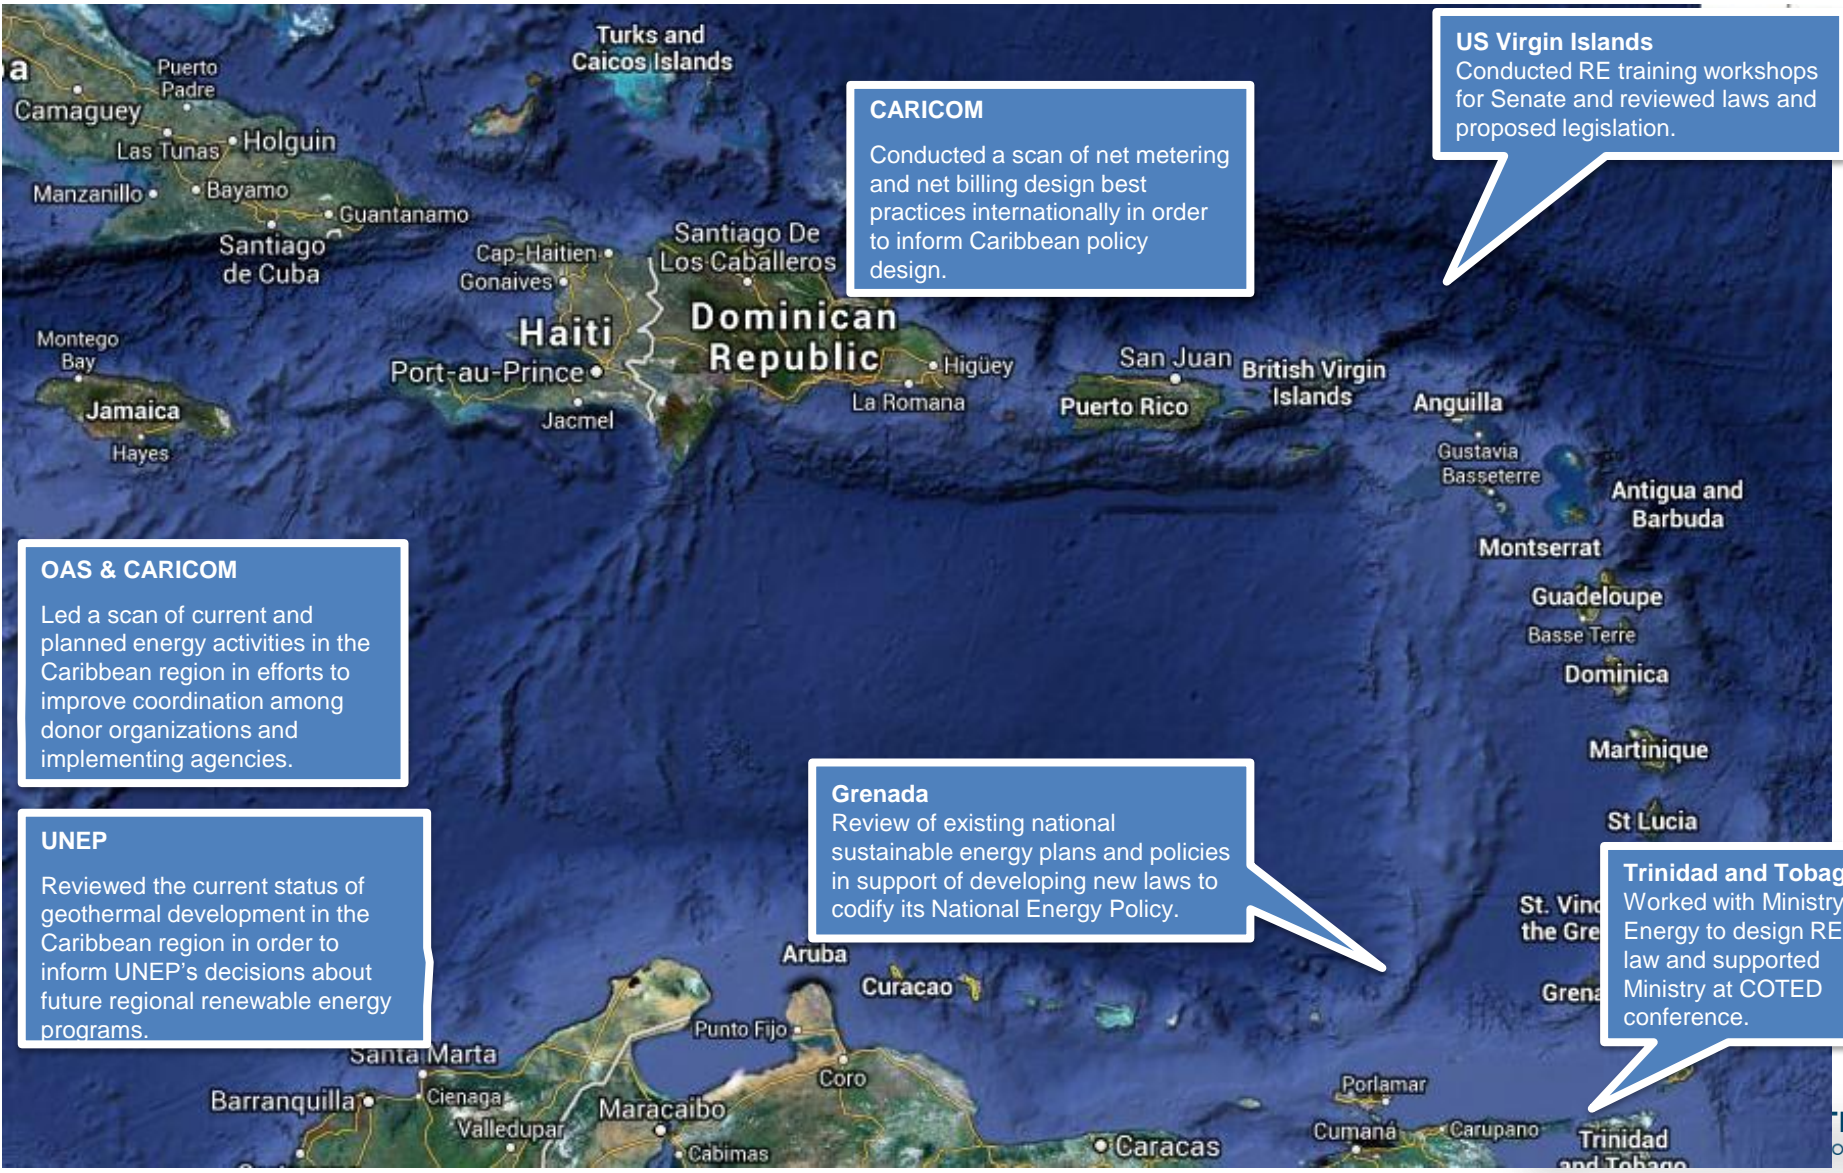 Turks and
Caicos Islands
a
Puerto
Padre
Camaguey
Las Tunas
Holguin
Manzanillo
Bayamo
Guantanamo
Santiago
de Cuba
Cap-Haitien
Gonaives
Santiago De
Los Caballeros
Haiti
Dominican
Republic
Port-au-Prince
Jacmel
Higüey
La Romana
Montego
Bay
Jamaica
Hayes
San Juan
Puerto Rico
British Virgin
Islands
Anguilla
Gustavia
Basseterre
Antigua and
Barbuda
Montserrat
Guadeloupe
Basse Terre
Dominica
Martinique
St Lucia
St. Vinc
the Gre
Gren
CARICOM
Conducted a scan of net metering
and net billing design best
practices internationally in order
to inform Caribbean policy
design.
US Virgin Islands
Conducted RE training workshops
for Senate and reviewed laws and
proposed legislation.
OAS & CARICOM
Led a scan of current and
planned energy activities in the
Caribbean region in efforts to
improve coordination among
donor organizations and
implementing agencies.
UNEP
Reviewed the current status of
geothermal development in the
Caribbean region in order to
inform UNEP's decisions about
future regional renewable energy
programs.
Grenada
Review of existing national
sustainable energy plans and policies
in support of developing new laws to
codify its National Energy Policy.
Trinidad and Tobag
Worked with Ministry
Energy to design RE
law and supported
Ministry at COTED
conference.
Aruba
Curacao
Punto Fijo
Coro
Santa Marta
Barranquilla
Cienaga
Valledupar
Maracaibo
Cabimas
Caracas
Porlamar
Cumaná
Carupano
Trinidad
and Tobago